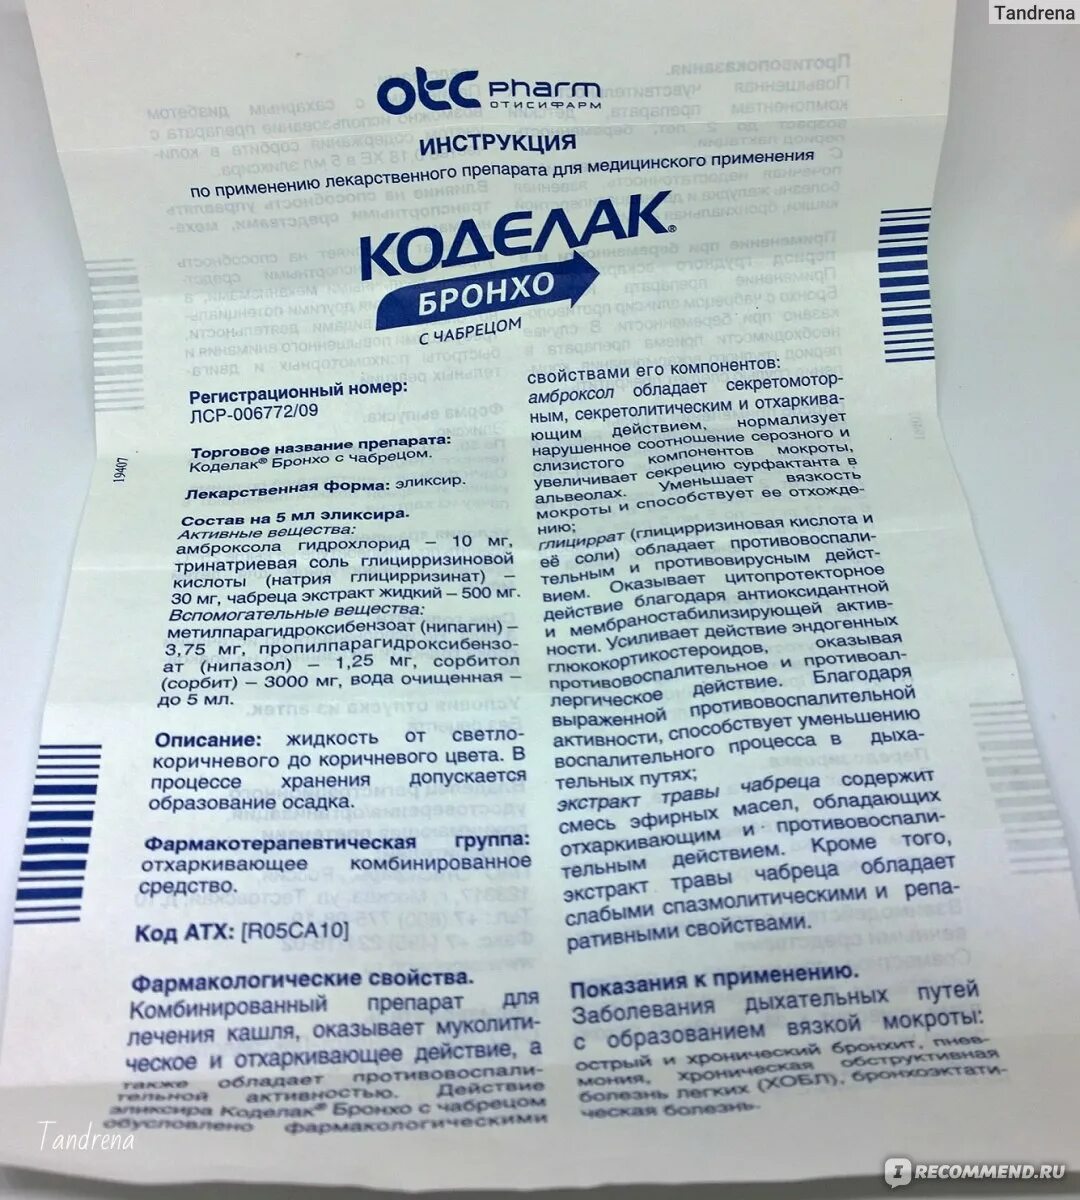 Tandrena
otc pharm
ОТИСИФАРМ
ИНСТРУКЦИЯ
по применению лекарственного препарата для медицинского применения
КОДЕЛАК®
БРОНХО
С ЧАБРЕЦОМ
Регистрационный номер:
ЛСР-006772/09
Торговое название препарата:
Коделак® Бронхо с чабрецом.
Лекарственная форма: эликсир.
Состав на 5 мл эликсира.
Активные вещества:
амброксола гидрохлорид – 10 мг,
тринатриевая соль глицирризиновой
кислоты (натрия глицирризинат) –
30 мг, чабреца экстракт жидкий – 500 мг.
Вспомогательные вещества:
метилпарагидроксибензоат (нипагин) –
3,75 мг, пропилпарагидроксибензо-
ат (нипазол) – 1,25 мг, сорбитол
(сорбит) – 3000 мг, вода очищенная –
до 5 мл.
Описание: жидкость от светло-
коричневого до коричневого цвета. В
процессе хранения допускается
образование осадка.
Фармакотерапевтическая группа:
отхаркивающее комбинированное
средство.
Код АТХ: [R05CA10]
Фармакологические свойства.
Комбинированный препарат для
лечения кашля, оказывает муколити-
ческое и отхаркивающее действие, а
также обладает противовоспали-
тельной активностью. Действие
эликсира Коделак® Бронхо с чабрецом
обусловлено фармакологическими
свойствами его компонентов:
амброксол обладает секретомотор-
ным, секретолитическим и отхаркива-
ющим действием, нормализует
нарушенное соотношение серозного и
слизистого компонентов мокроты,
увеличивает секрецию сурфактанта в
альвеолах. Уменьшает вязкость
мокроты и способствует ее отхожде-
нию;
глициррат (глицирризиновая кислота и
её соли) обладает противовоспали-
тельным и противовирусным дейст-
вием. Оказывает цитопротекторное
действие благодаря антиоксидантной
и мембраностабилизирующей актив-
ности. Усиливает действие эндогенных
глюкокортикостероидов, оказывая
противовоспалительное и противоал-
лергическое действие. Благодаря
выраженной противовоспалительной
активности, способствует уменьшению
воспалительного процесса в дыха-
тельных путях;
экстракт травы чабреца содержит
смесь эфирных масел, обладающих
отхаркивающим и противовоспали-
тельным действием. Кроме того,
экстракт травы чабреца обладает
слабыми спазмолитическими и репа-
ративными свойствами.
Показания к применению.
Заболевания дыхательных путей
с образованием вязкой мокроты:
острый и хронический бронхит, пнев-
мония, хроническая обструктивная
болезнь легких (ХОБЛ), бронхоэктати-
ческая болезнь.
19407
Tandrena
IRECOMMEND.RU